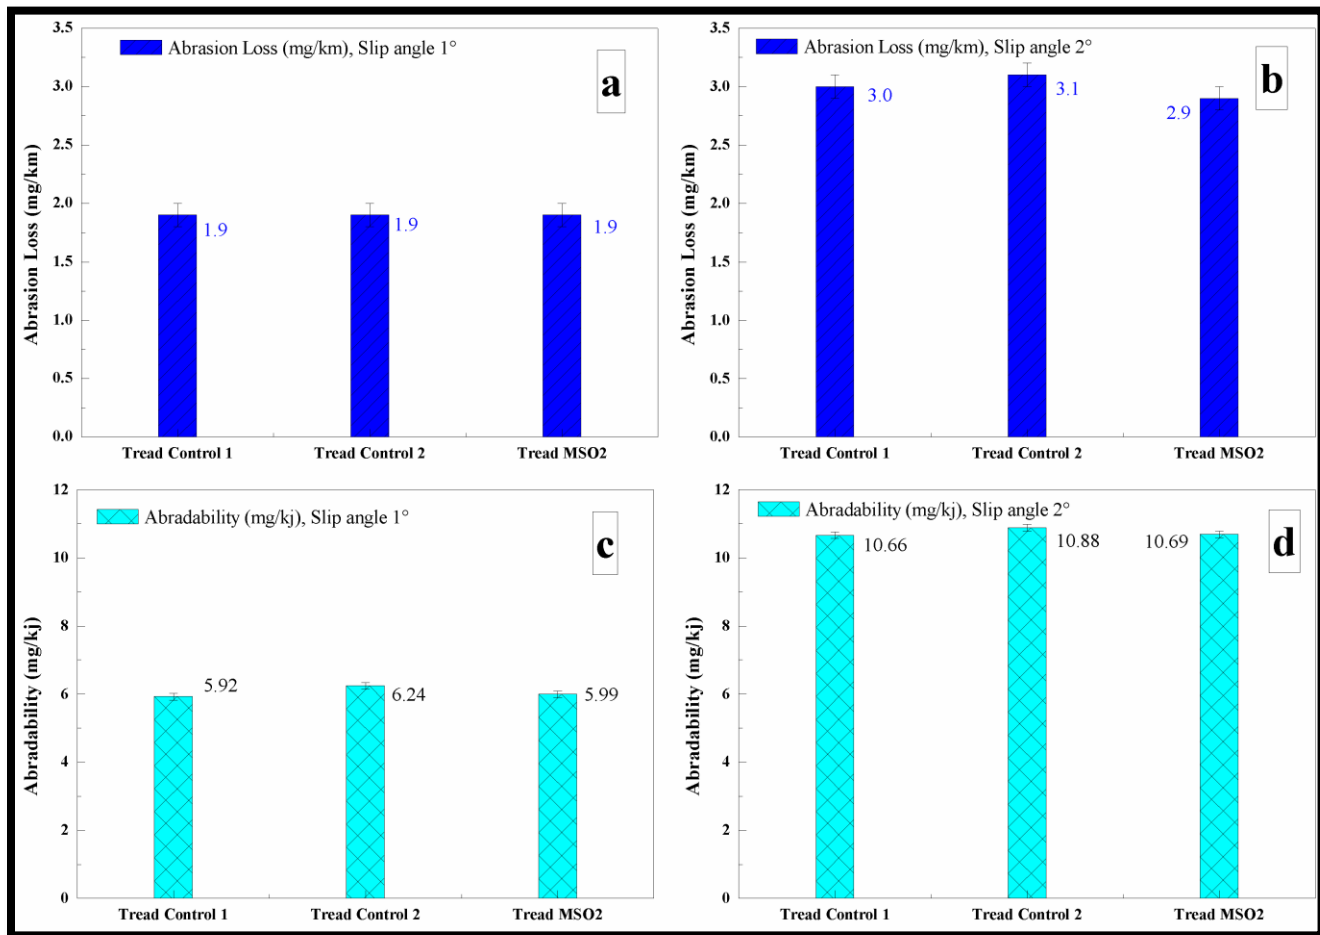 Abrasion Loss (mg/km), Slip angle 1°
a
Abrasion Loss (mg/km)
3.5
3.0
2.5
2.0
1.5
1.0
0.5
0.0
1.9
1.9
1.9
Tread Control 1
Tread Control 2
Tread MSO2
Abrasion Loss (mg/km), Slip angle 2°
b
Abrasion Loss (mg/km)
3.5
3.0
2.5
2.0
1.5
1.0
0.5
0.0
3.0
3.1
2.9
Tread Control 1
Tread Control 2
Tread MSO2
Abradability (mg/kj), Slip angle 1°
c
Abradability (mg/kj)
12
10
8
6
4
2
0
5.92
6.24
5.99
Tread Control 1
Tread Control 2
Tread MSO2
Abradability (mg/kj), Slip angle 2°
d
Abradability (mg/kj)
12
10
8
6
4
2
0
10.66
10.88
10.69
Tread Control 1
Tread Control 2
Tread MSO2